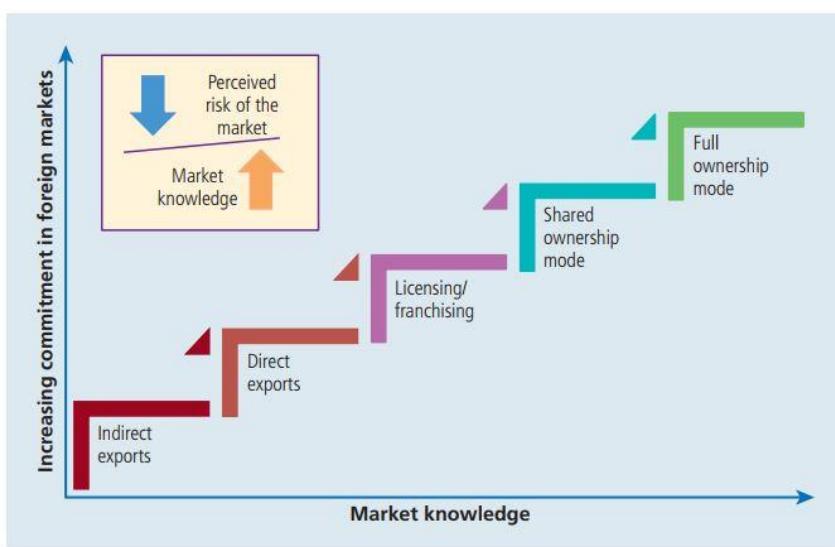 Increasing commitment in foreign markets
Perceived
risk of the
market
Market
knowledge
Full
ownership
mode
Shared
ownership
mode
Licensing/
franchising
Direct
exports
Indirect
exports
Market knowledge